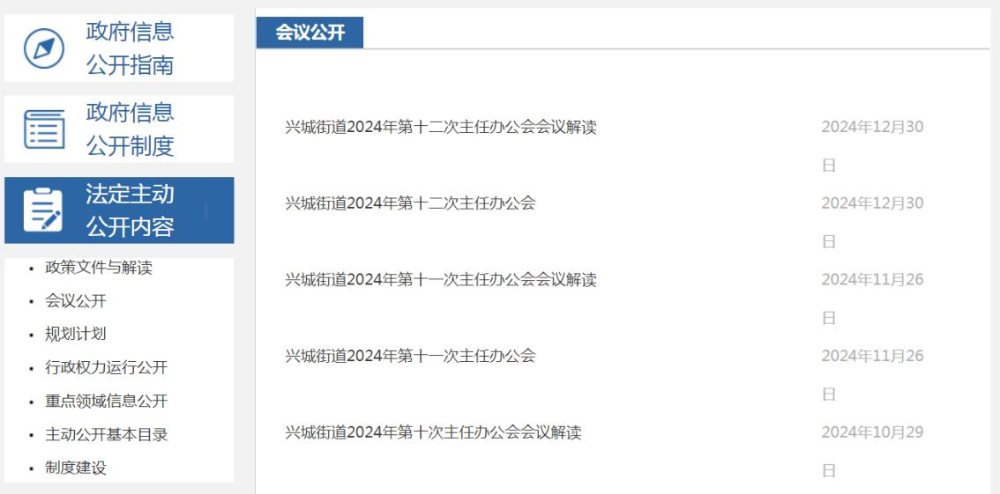 政府信息
公开指南
政府信息
公开制度
法定主动
公开内容
政策文件与解读
会议公开
规划计划
行政权力运行公开
重点领域信息公开
主动公开基本目录
制度建设
会议公开
兴城街道2024年第十二次主任办公会会议解读
2024年12月30
日
兴城街道2024年第十二次主任办公会
2024年12月30
日
兴城街道2024年第十一次主任办公会会议解读
2024年11月26
日
兴城街道2024年第十一次主任办公会
2024年11月26
日
兴城街道2024年第十次主任办公会会议解读
2024年10月29
日